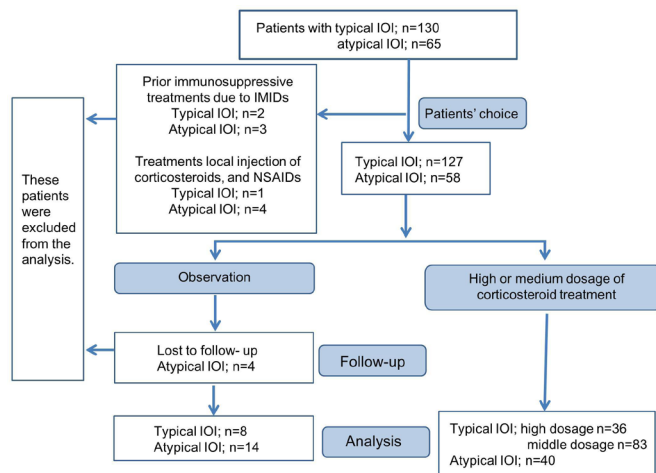 Patients with typical IOI; n=130
atypical IOI; n=65
Prior immunosuppressive
treatments due to IMIDs
Typical IOI; n=2
Atypical IOI; n=3
Treatments local injection of
corticosteroids, and NSAIDs
Typical IOI; n=1
Atypical IOI; n=4
Patients' choice
These
patients
were
excluded
from the
analysis.
Typical IOI; n=127
Atypical IOI; n=58
Observation
High or medium dosage of
corticosteroid treatment
Lost to follow- up
Atypical IOI; n=4
Follow-up
Typical IOI; n=8
Atypical IOI; n=14
Analysis
Typical IOI; high dosage n=36
middle dosage n=83
Atypical IOI; n=40